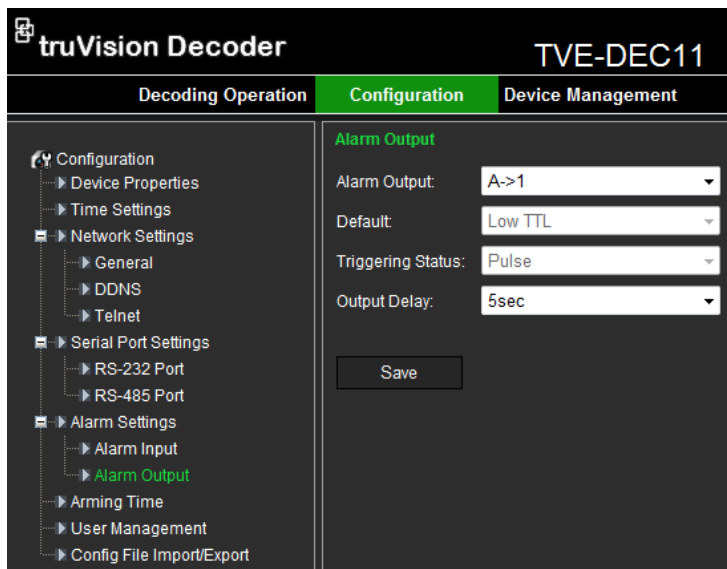 truVision Decoder
TVE-DEC11
Decoding Operation
Configuration
Device Management
Configuration
Device Properties
Time Settings
Network Settings
General
DDNS
Telnet
Serial Port Settings
RS-232 Port
RS-485 Port
Alarm Settings
Alarm Input
Alarm Output
Arming Time
User Management
Config File Import/Export
Alarm Output
Alarm Output: A->1
Default: Low TTL
Triggering Status: Pulse
Output Delay: 5sec
Save